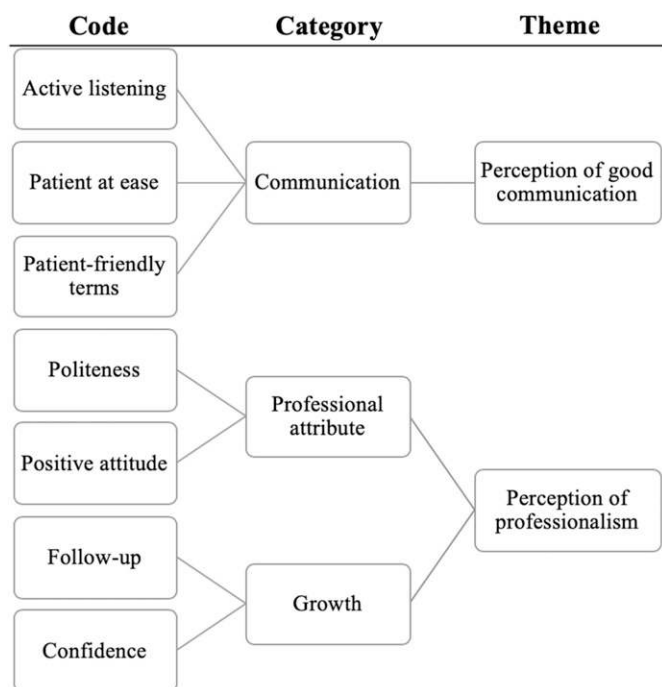 Code Category Theme
Active listening
Patient at ease
Patient-friendly
terms
Communication
Perception of good
communication
Politeness
Positive attitude
Professional
attribute
Follow-up
Confidence
Growth
Perception of
professionalism